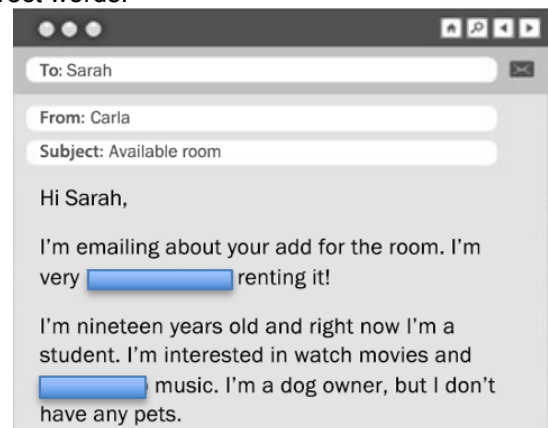 To: Sarah
From: Carla
Subject: Available room
Hi Sarah,
I'm emailing about your add for the room. I'm
very renting it!
I'm nineteen years old and right now I'm a
student. I'm interested in watch movies and
music. I'm a dog owner, but I don't
have any pets.